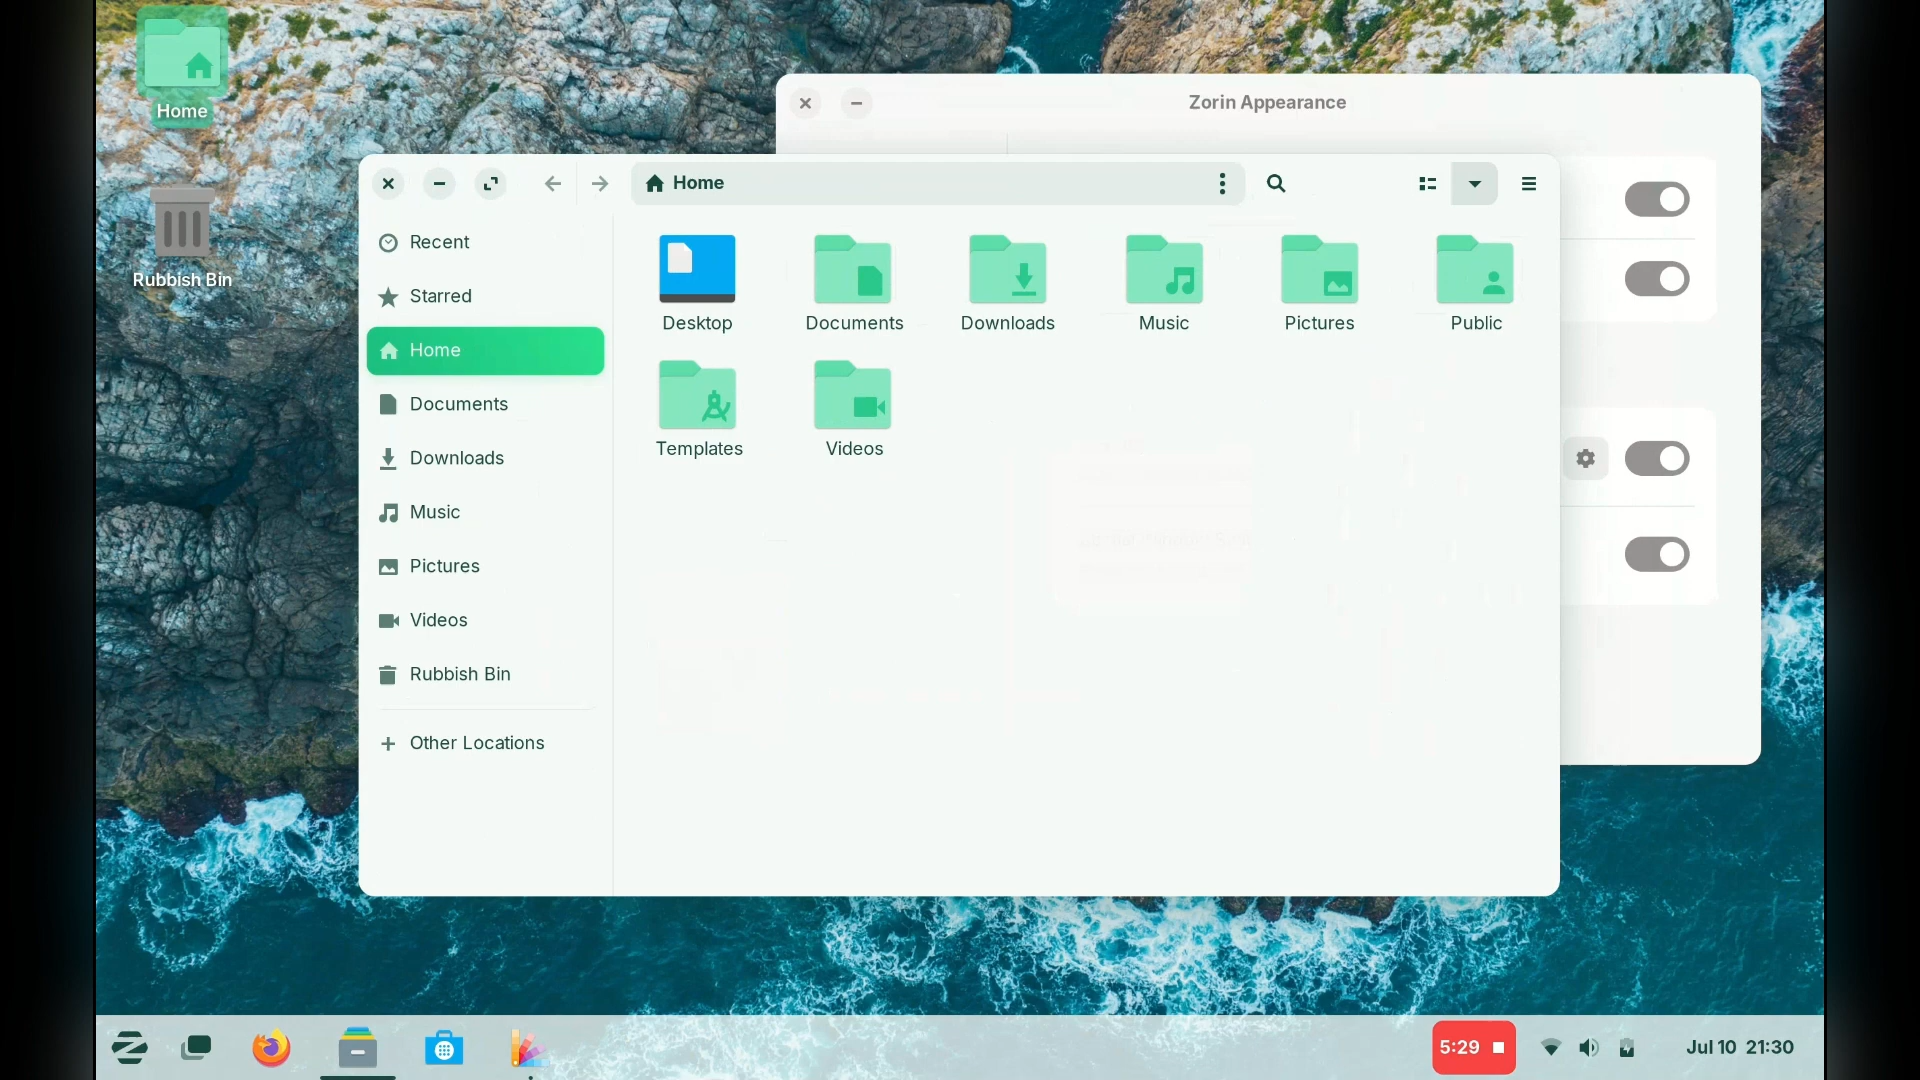 Home
Rubbish Bin
Zorin Appearance
Home
Recent
Starred
Home
Documents
Downloads
Music
Pictures
Videos
Rubbish Bin
Other Locations
Desktop
Documents
Downloads
Music
Pictures
Public
Templates
Videos
5:29
Jul 10 21:30